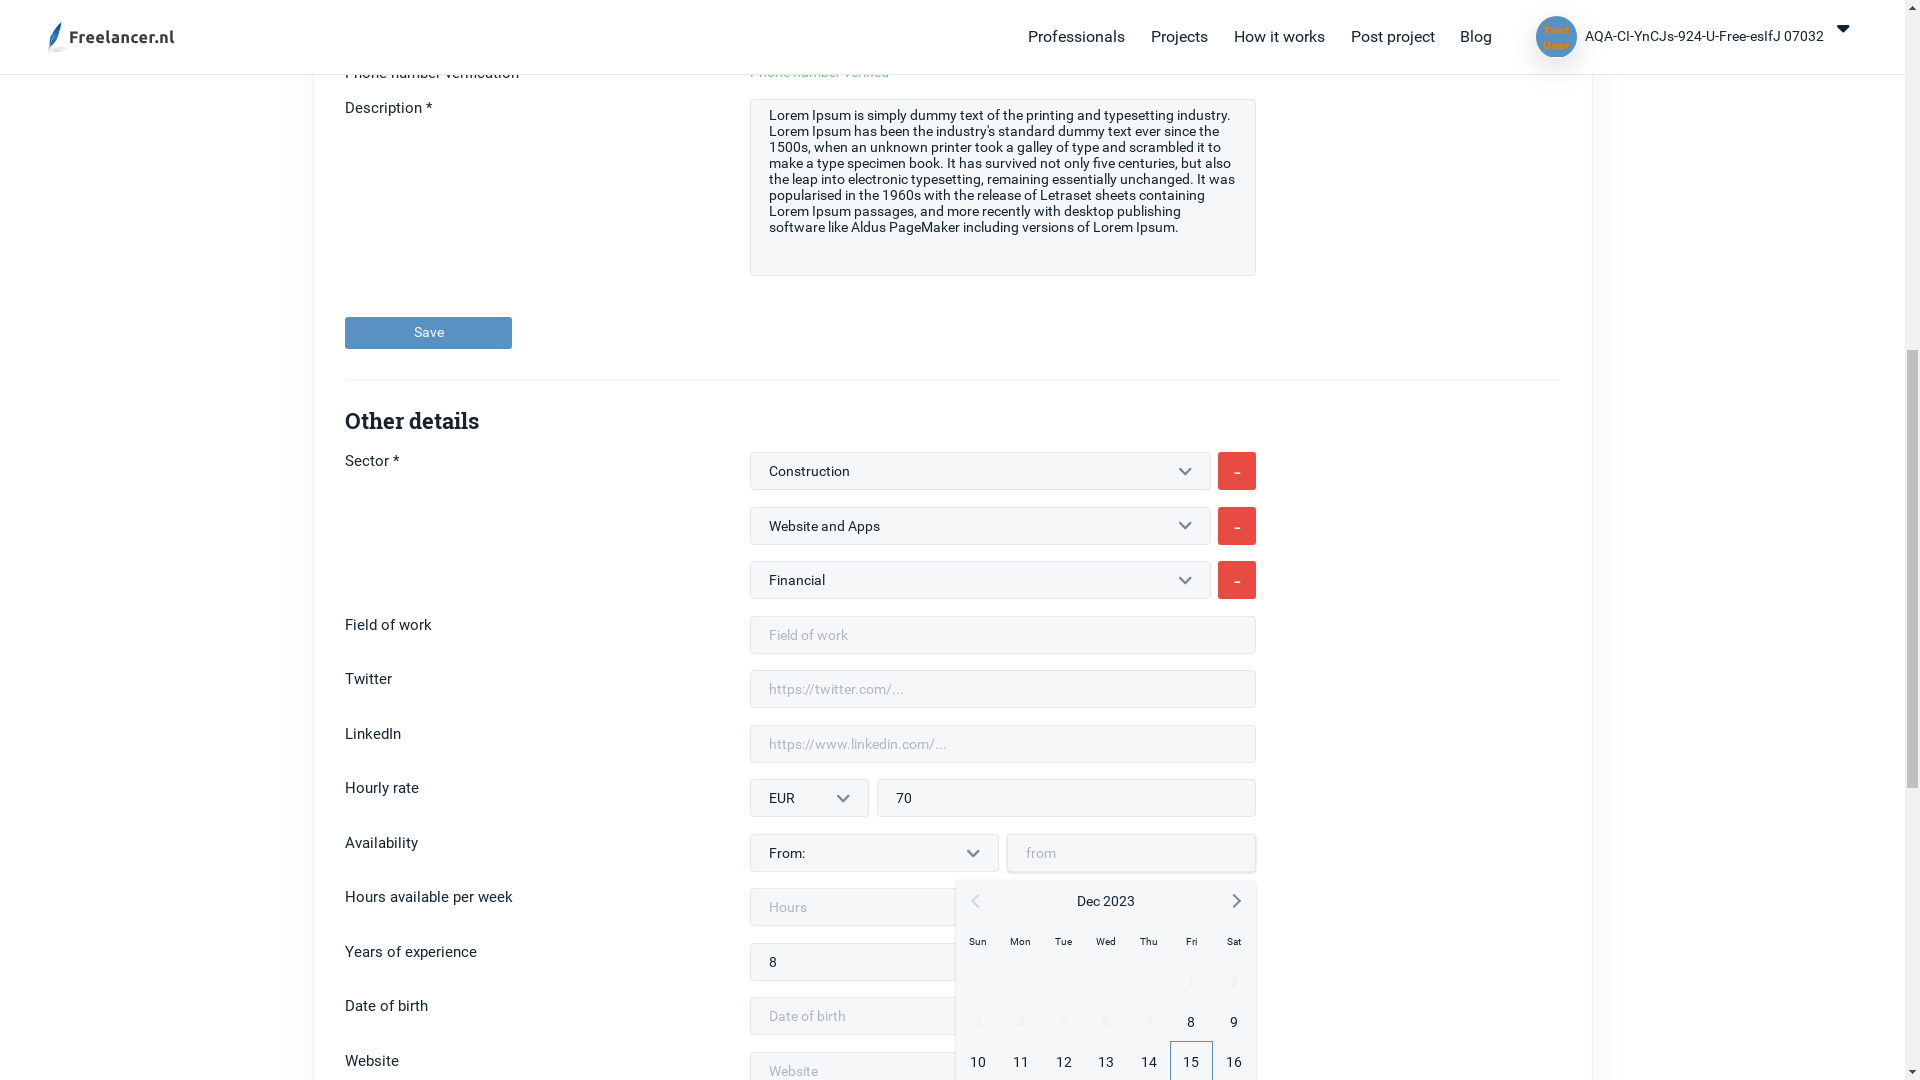 Freelancer.nl
Professionals Projects How it works Post project Blog
Test User
AQA-CI-YnCJs-924-U-Free-esIfJ 07032
Phone number verification Phone number verified
Description *
Lorem Ipsum is simply dummy text of the printing and typesetting industry.
Lorem Ipsum has been the industry's standard dummy text ever since the
1500s, when an unknown printer took a galley of type and scrambled it to
make a type specimen book. It has survived not only five centuries, but also
the leap into electronic typesetting, remaining essentially unchanged. It was
popularised in the 1960s with the release of Letraset sheets containing
Lorem Ipsum passages, and more recently with desktop publishing
software like Aldus PageMaker including versions of Lorem Ipsum.
Save
Other details
Sector *
Construction -
Website and Apps -
Financial -
Field of work Field of work
Twitter https://twitter.com/...
LinkedIn https://www.linkedin.com/...
Hourly rate EUR 70
Availability From: from
Hours available per week Hours
Years of experience 8
Date of birth Date of birth
Website Website
Dec 2023
Sun Mon Tue Wed Thu Fri Sat
1 2
3 4 5 6 7 8 9
10 11 12 13 14 15 16